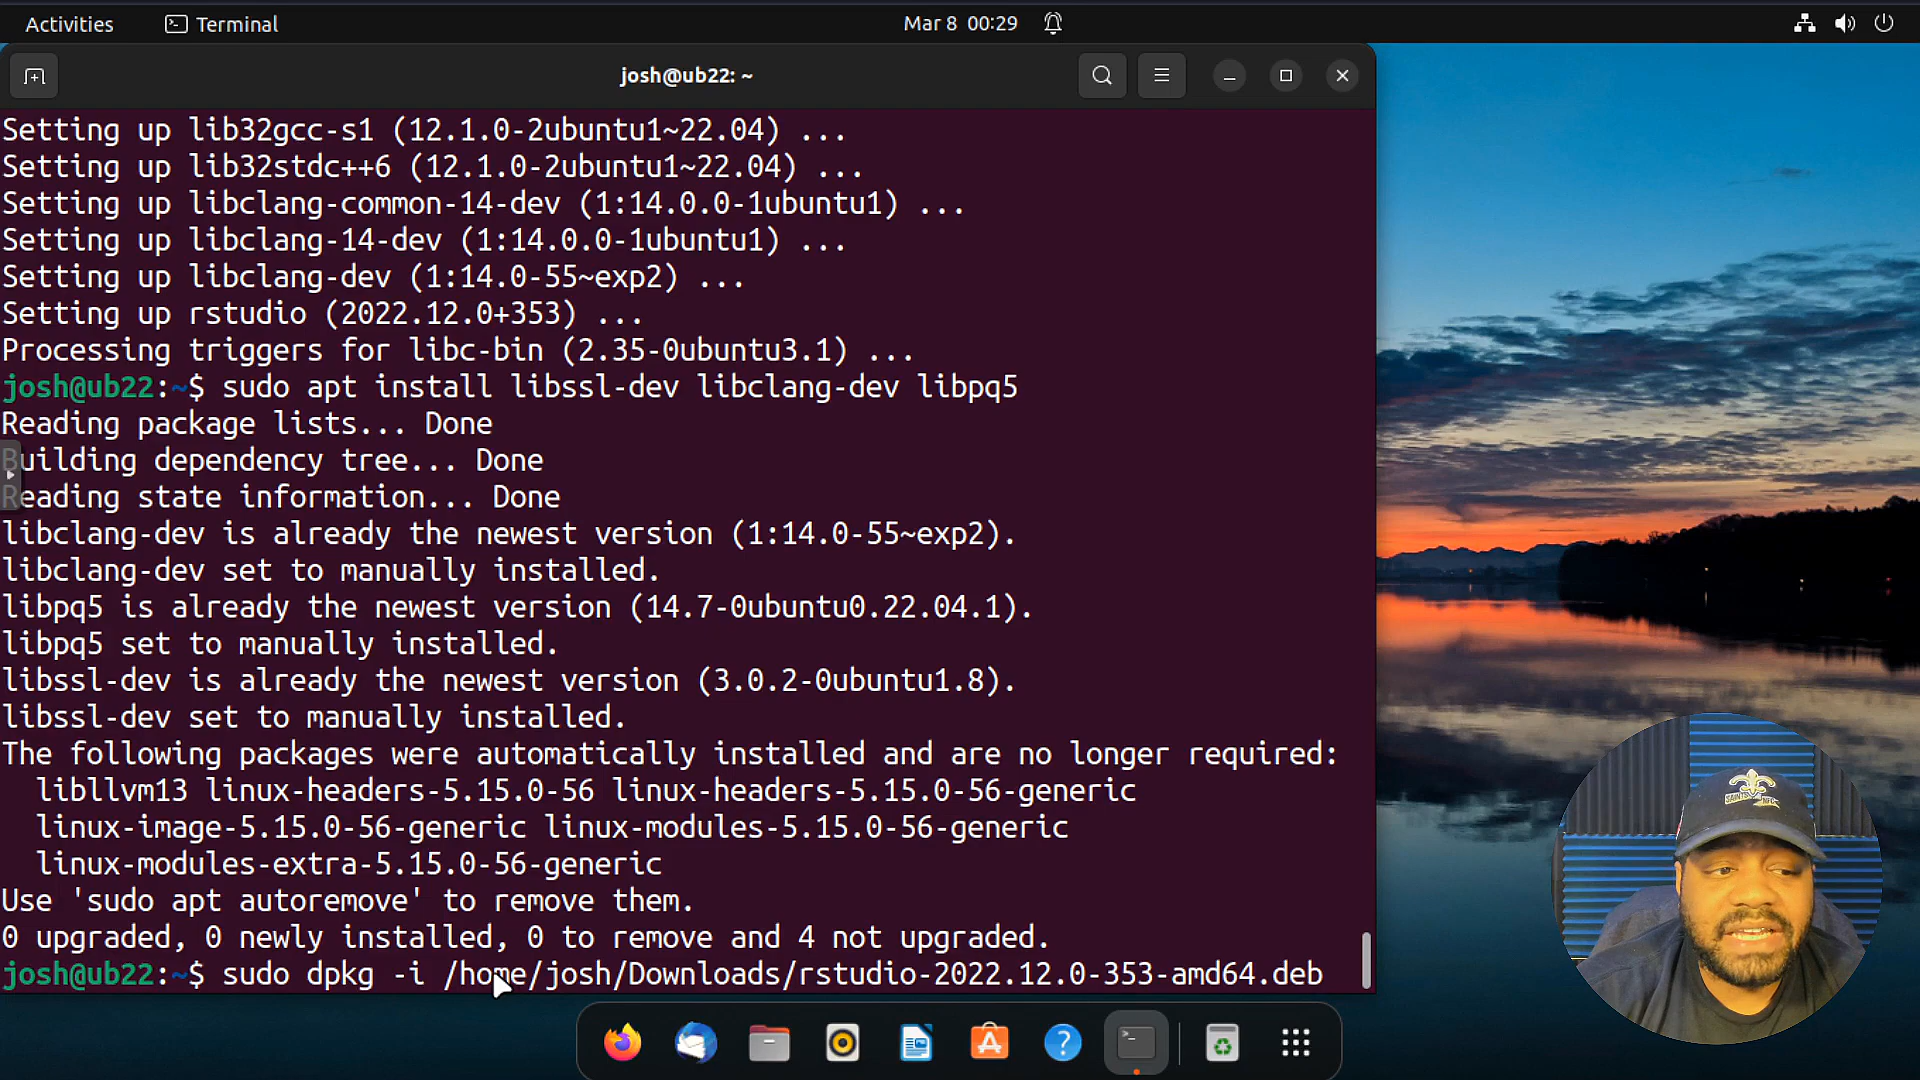 Activities
Terminal
Mar 8 00:29
josh@ub22: ~
Setting up lib32gcc-s1 (12.1.0-2ubuntu1~22.04) ...
Setting up lib32stdc++6 (12.1.0-2ubuntu1~22.04) ...
Setting up libclang-common-14-dev (1:14.0.0-1ubuntu1) ...
Setting up libclang-14-dev (1:14.0.0-1ubuntu1) ...
Setting up libclang-dev (1:14.0-55~exp2) ...
Setting up rstudio (2022.12.0+353) ...
Processing triggers for libc-bin (2.35-0ubuntu3.1) ...
josh@ub22:~$ sudo apt install libssl-dev libclang-dev libpq5
Reading package lists... Done
Building dependency tree... Done
Reading state information... Done
libclang-dev is already the newest version (1:14.0-55~exp2).
libclang-dev set to manually installed.
libpq5 is already the newest version (14.7-0ubuntu0.22.04.1).
libpq5 set to manually installed.
libssl-dev is already the newest version (3.0.2-0ubuntu1.8).
libssl-dev set to manually installed.
The following packages were automatically installed and are no longer required:
  libllvm13 linux-headers-5.15.0-56 linux-headers-5.15.0-56-generic
  linux-image-5.15.0-56-generic linux-modules-5.15.0-56-generic
  linux-modules-extra-5.15.0-56-generic
Use 'sudo apt autoremove' to remove them.
0 upgraded, 0 newly installed, 0 to remove and 4 not upgraded.
josh@ub22:~$ sudo dpkg -i /home/josh/Downloads/rstudio-2022.12.0-353-amd64.deb
SAINTS